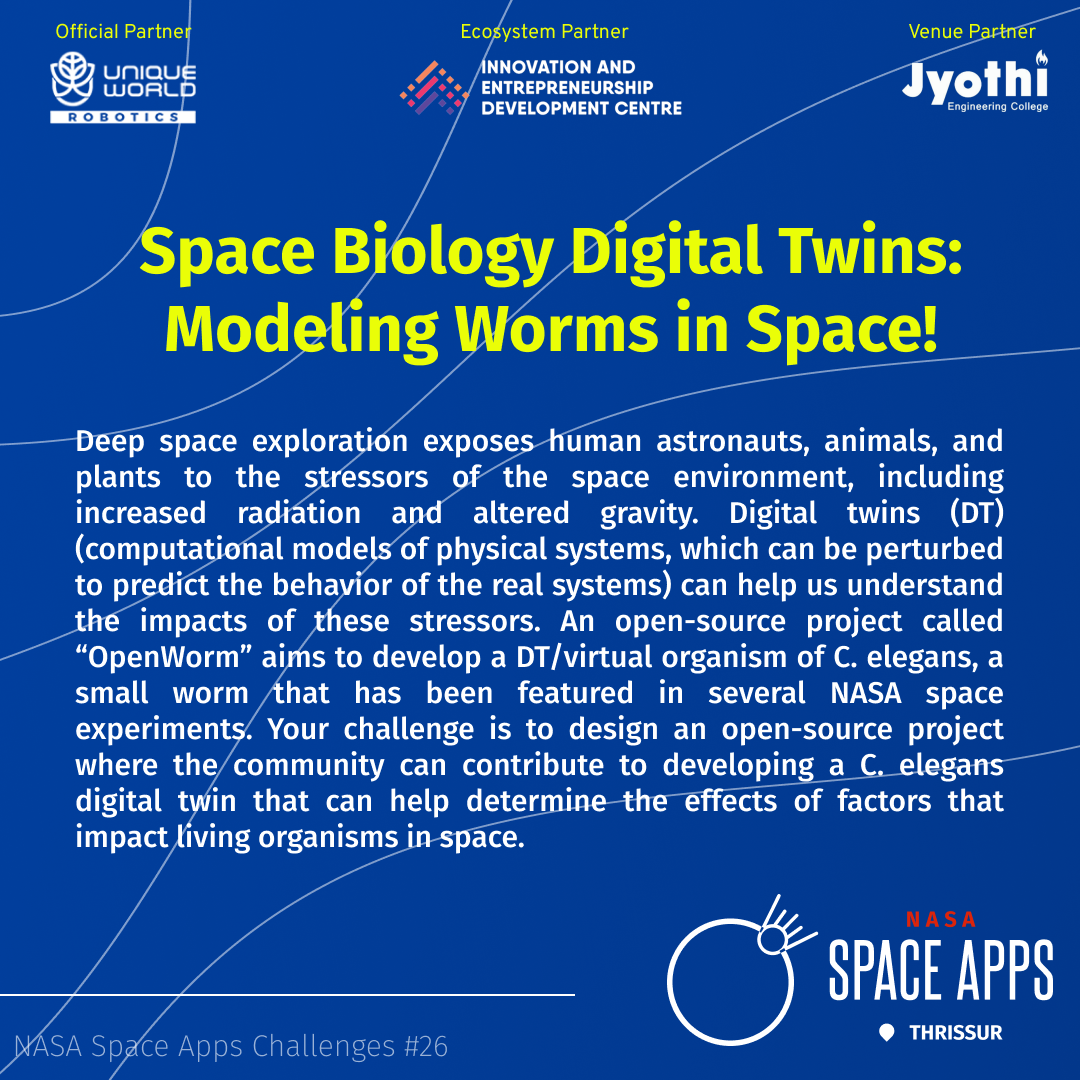 Official Partner
Ecosystem Partner
Venue Partner
UNIQUE
WORLD
ROBOTICS
INNOVATION AND
ENTREPRENEURSHIP
DEVELOPMENT CENTRE
Jyothi
Engineering College
Space Biology Digital Twins:
Modeling Worms in Space!
Deep space exploration exposes human astronauts, animals, and
plants to the stressors of the space environment, including
increased radiation and altered gravity. Digital twins (DT)
(computational models of physical systems, which can be perturbed
to predict the behavior of the real systems) can help us understand
the impacts of these stressors. An open-source project called
“OpenWorm” aims to develop a DT/virtual organism of C. elegans, a
small worm that has been featured in several NASA space
experiments. Your challenge is to design an open-source project
where the community can contribute to developing a C. elegans
digital twin that can help determine the effects of factors that
impact living organisms in space.
NASA
SPACE APPS
THRISSUR
NASA Space Apps Challenges #26